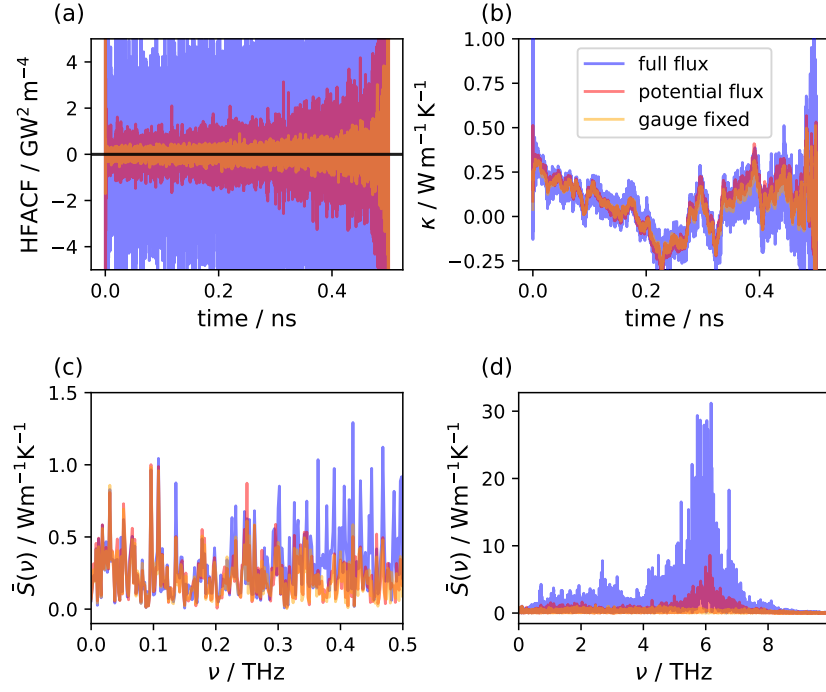 (a)
4
2
0
−2
−4
HFACF / GW² m⁻⁴
0.0 0.2 0.4
time / ns
(b)
1.00
0.75
0.50
0.25
0.00
−0.25
κ / Wm⁻¹K⁻¹
full flux
potential flux
gauge fixed
0.0 0.2 0.4
time / ns
(c)
1.5
1.0
0.5
0.0
S̄(ν) / Wm⁻¹K⁻¹
0.0 0.1 0.2 0.3 0.4 0.5
ν / THz
(d)
30
20
10
0
S̄(ν) / Wm⁻¹K⁻¹
0 2 4 6 8
ν / THz